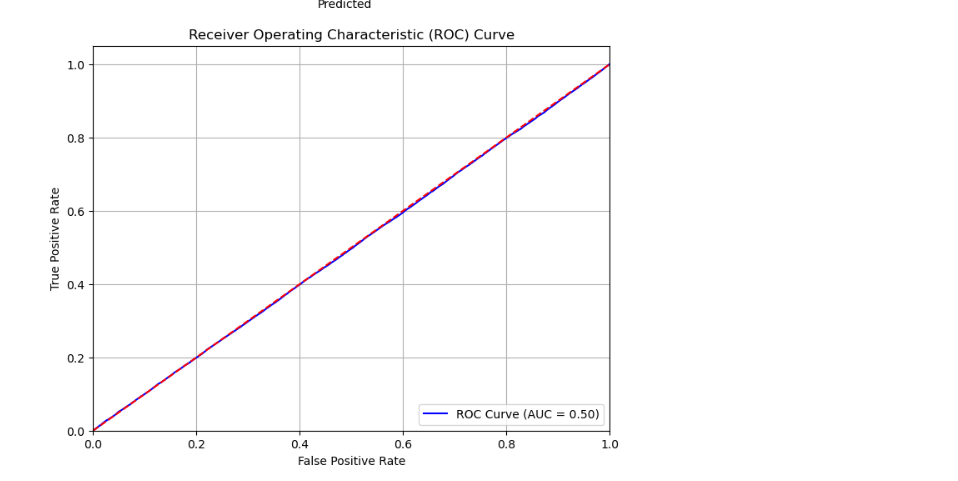 Predicted
Receiver Operating Characteristic (ROC) Curve
1.0
0.8
0.6
0.4
0.2
0.0
True Positive Rate
ROC Curve (AUC = 0.50)
0.0 0.2 0.4 0.6 0.8 1.0
False Positive Rate